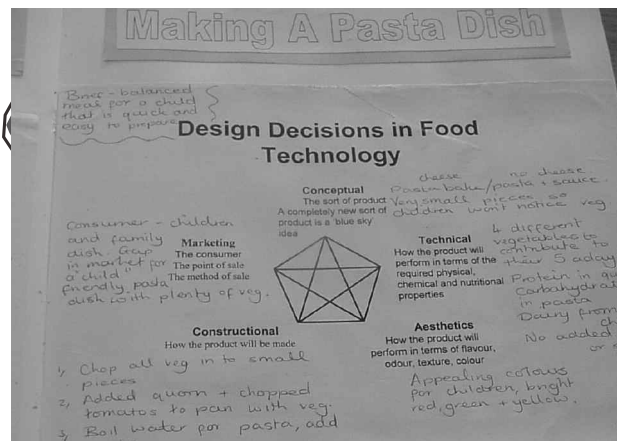 Making A Pasta Dish
Brief - balanced
meal for a child
that is quick and
easy to prepare
Design Decisions in Food
Technology
cheese no cheese
Pasta bake/pasta + sauce.
Very small pieces so
children won't notice veg
Conceptual
The sort of product
A completely new sort of
product is a 'blue sky
idea
Consumer - children
and family
dish. Gap
in market for
a "child"
friendly pasta
dish with plenty of veg.
Marketing
The consumer
The point of sale
The method of sale
Technical
How the product will
perform in terms of the
required physical,
chemical and nutritional
properties
4 different
vegetables to
contribute to
their 5 a day
Protein in
Carbohydra
in pasta
Dairy from
No added
or
Constructional
How the product will be made
1, Chop all veg in to small
pieces
2, Added quorn + chopped
tomatos to pan with veg.
3, Boil water for pasta, add
Aesthetics
How the product will
perform in terms of flavour,
odour, texture, colour
Appealing colours
for children, bright
red, green + yellow.